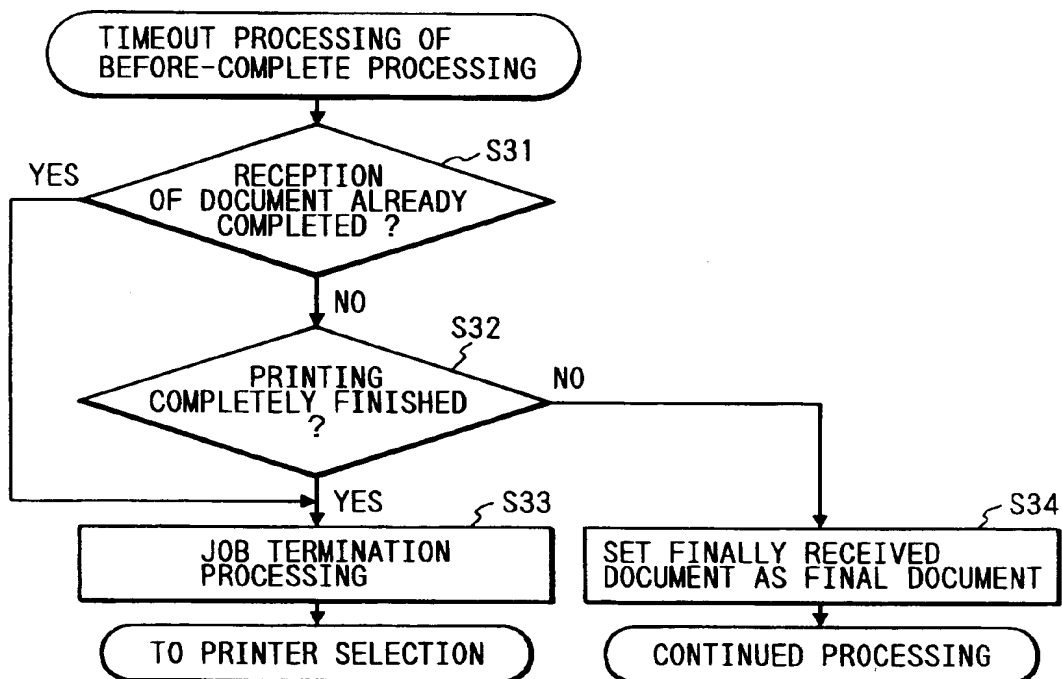 TIMEOUT PROCESSING OF
BEFORE-COMPLETE PROCESSING
S31
YES
RECEPTION
OF DOCUMENT ALREADY
COMPLETED ?
NO
S32
PRINTING
COMPLETELY FINISHED
?
NO
YES
S33
JOB TERMINATION
PROCESSING
S34
SET FINALLY RECEIVED
DOCUMENT AS FINAL DOCUMENT
TO PRINTER SELECTION
CONTINUED PROCESSING